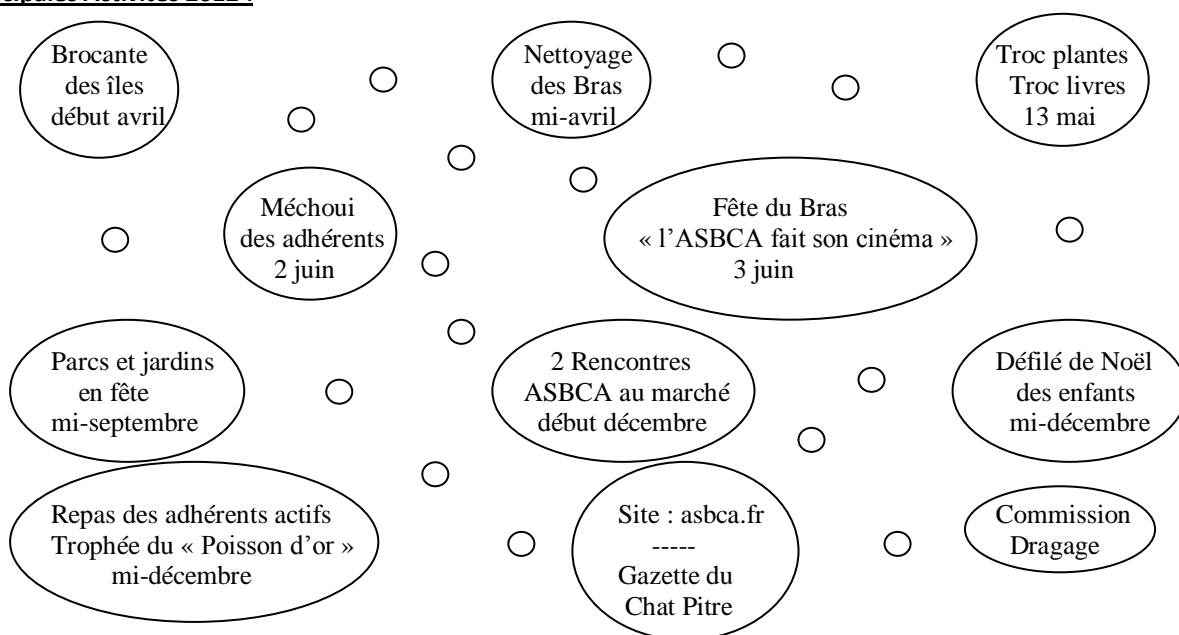 Brocante
des îles
début avril
Nettoyage
des Bras
mi-avril
Troc plantes
Troc livres
13 mai
Méchoui
des adhérents
2 juin
Fête du Bras
« l’ASBCA fait son cinéma »
3 juin
Parcs et jardins
en fête
mi-septembre
2 Rencontres
ASBCA au marché
début décembre
Défilé de Noël
des enfants
mi-décembre
Repas des adhérents actifs
Trophée du « Poisson d’or »
mi-décembre
Site : asbca.fr
-----
Gazette du
Chat Pitre
Commission
Dragage